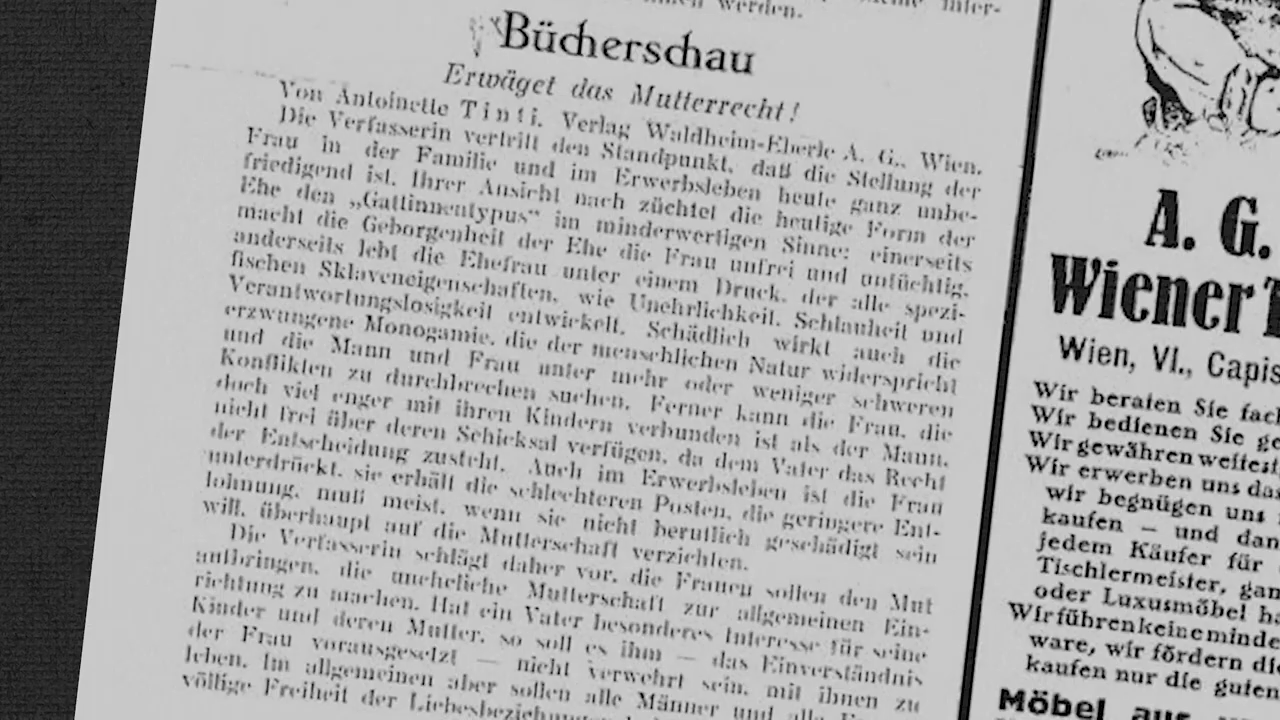 werden.
Bücherschau
Erwäget das Mutterrecht!
Von Antoinette Tinti. Verlag Waldheim-Eberle A. G., Wien.
Die Verfasserin vertritt den Standpunkt, daß die Stellung der
Frau in der Familie und im Erwerbsleben heute ganz unbe-
friedigend ist. Ihrer Ansicht nach züchtet die heutige Form der
Ehe den „Gattinnentypus“ im minderwertigen Sinne; einerseits
macht die Geborgenheit der Ehe die Frau unfrei und untüchtig,
anderseits lebt die Ehefrau unter einem Druck, der alle spezi-
fischen Sklaveneigenschaften, wie Unehrlichkeit, Schlauheit und
Verantwortungslosigkeit entwickelt. Schädlich wirkt auch die
erzwungene Monogamie, die der menschlichen Natur widerspricht
und die Mann und Frau unter mehr oder weniger schweren
Konflikten zu durchbrechen suchen. Ferner kann die Frau, die
doch viel enger mit ihren Kindern verbunden ist als der Mann,
nicht frei über deren Schicksal verfügen, da dem Vater das Recht
der Entscheidung zusteht. Auch im Erwerbsleben ist die Frau
unterdrückt, sie erhält die schlechteren Posten, die geringere Ent-
lohnung, muß meist, wenn sie nicht beruflich geschädigt sein
will, überhaupt auf die Mutterschaft verzichten.
Die Verfasserin schlägt daher vor, die Frauen sollen den Mut
aufbringen, die uneheliche Mutterschaft zur allgemeinen Ein-
richtung zu machen. Hat ein Vater besonderes Interesse für seine
Kinder und deren Mutter, so soll es ihm — das Einverständnis
der Frau vorausgesetzt — nicht verwehrt sein, mit ihnen zu
leben. Im allgemeinen aber sollen alle Männer und alle
völlige Freiheit der
A. G.
Wiener
Wien, VI., Capis
Wir beraten Sie fac
Wir bedienen Sie ge
Wir gewähren weitest
Wir erwerben uns das
wir begnügen uns
kaufen — und dan
jedem Käufer für
Tischlermeister, gan
oder Luxusmöbel ha
Wir führen keine minde
ware, wir fördern die
kaufen nur die guten
Möbel aus